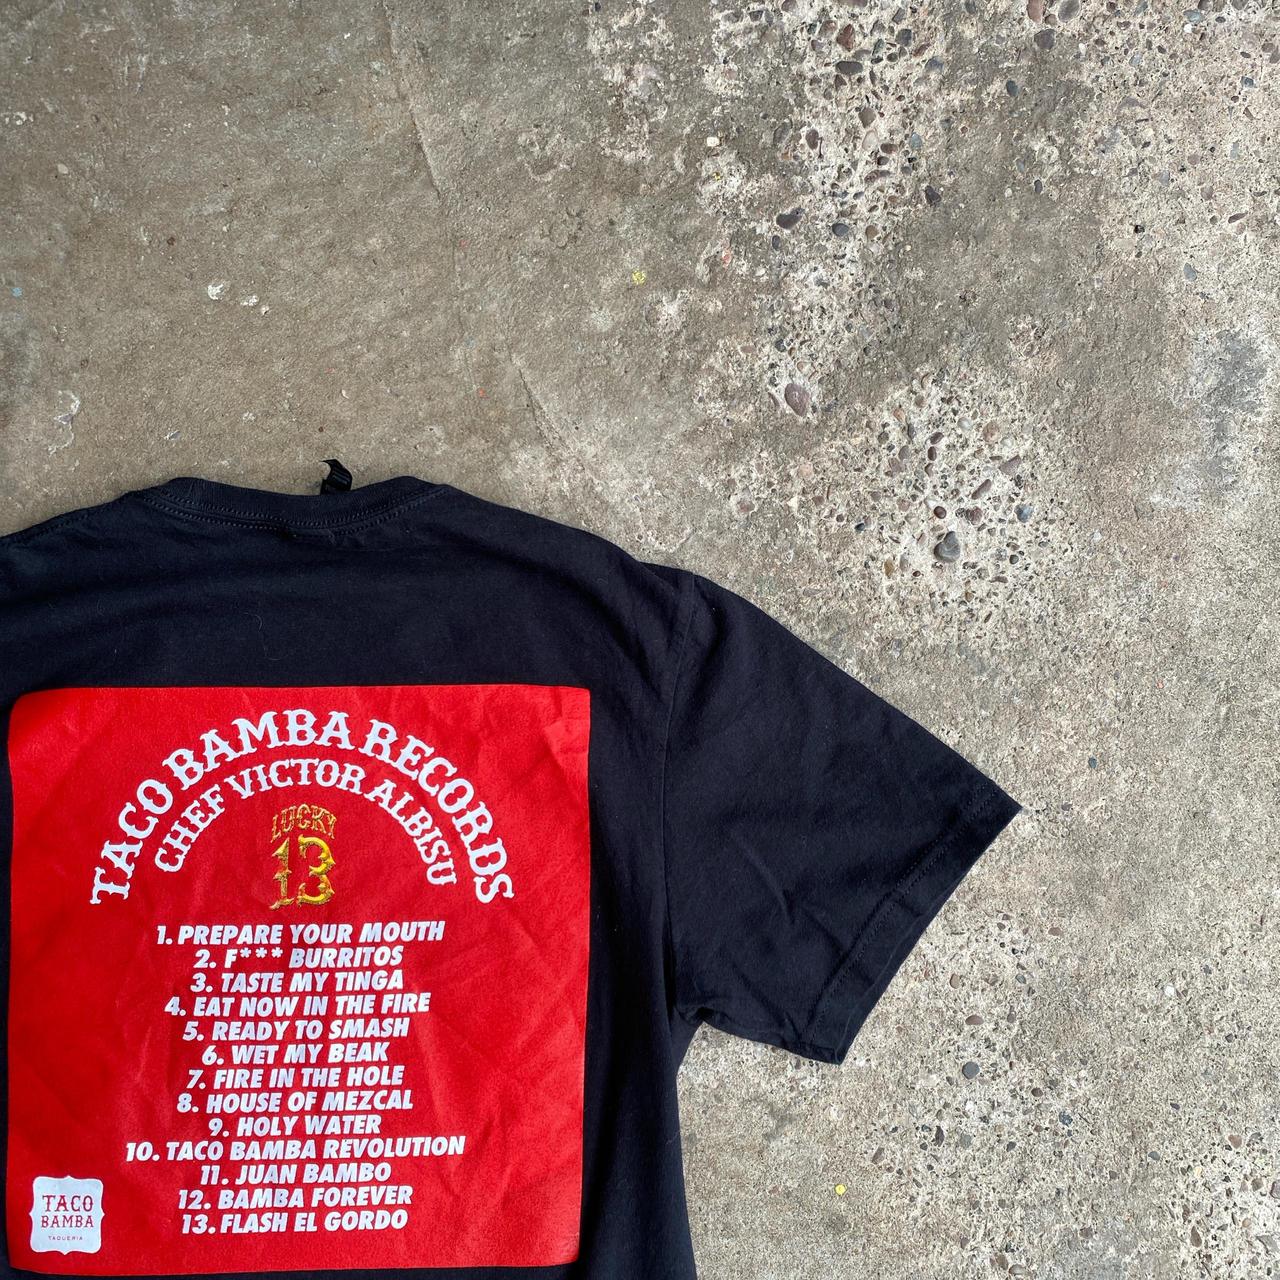 TACO BAMBA RECORDS
CHEF VICTOR ALBISU
LUCKY
13
1. PREPARE YOUR MOUTH
2. F*** BURRITOS
3. TASTE MY TINGA
4. EAT NOW IN THE FIRE
5. READY TO SMASH
6. WET MY BEAK
7. FIRE IN THE HOLE
8. HOUSE OF MEZCAL
9. HOLY WATER
10. TACO BAMBA REVOLUTION
11. JUAN BAMBO
12. BAMBA FOREVER
13. FLASH EL GORDO
TACO
BAMBA
TAQUERIA